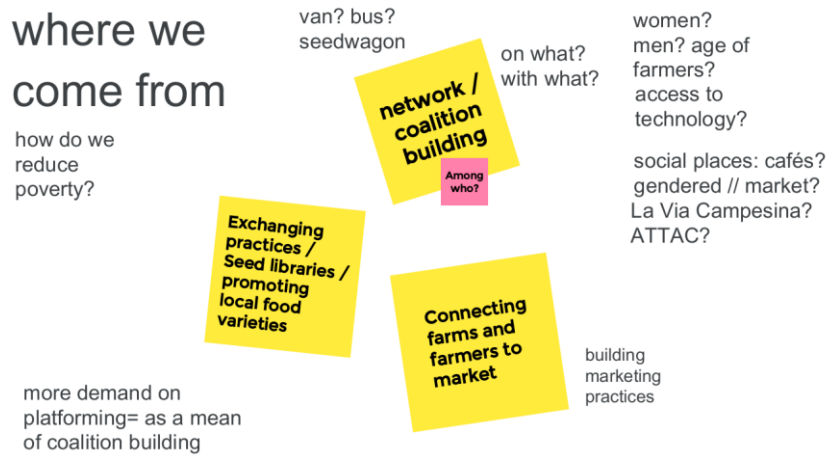 where we
come from
how do we
reduce
poverty?
van? bus?
seedwagon
network /
coalition
building
Among
who?
on what?
with what?
women?
men? age of
farmers?
access to
technology?
social places: cafés?
gendered // market?
La Via Campesina?
ATTAC?
Exchanging
practices /
Seed libraries /
promoting
local food
varieties
Connecting
farms and
farmers to
market
building
marketing
practices
more demand on
platforming= as a mean
of coalition building